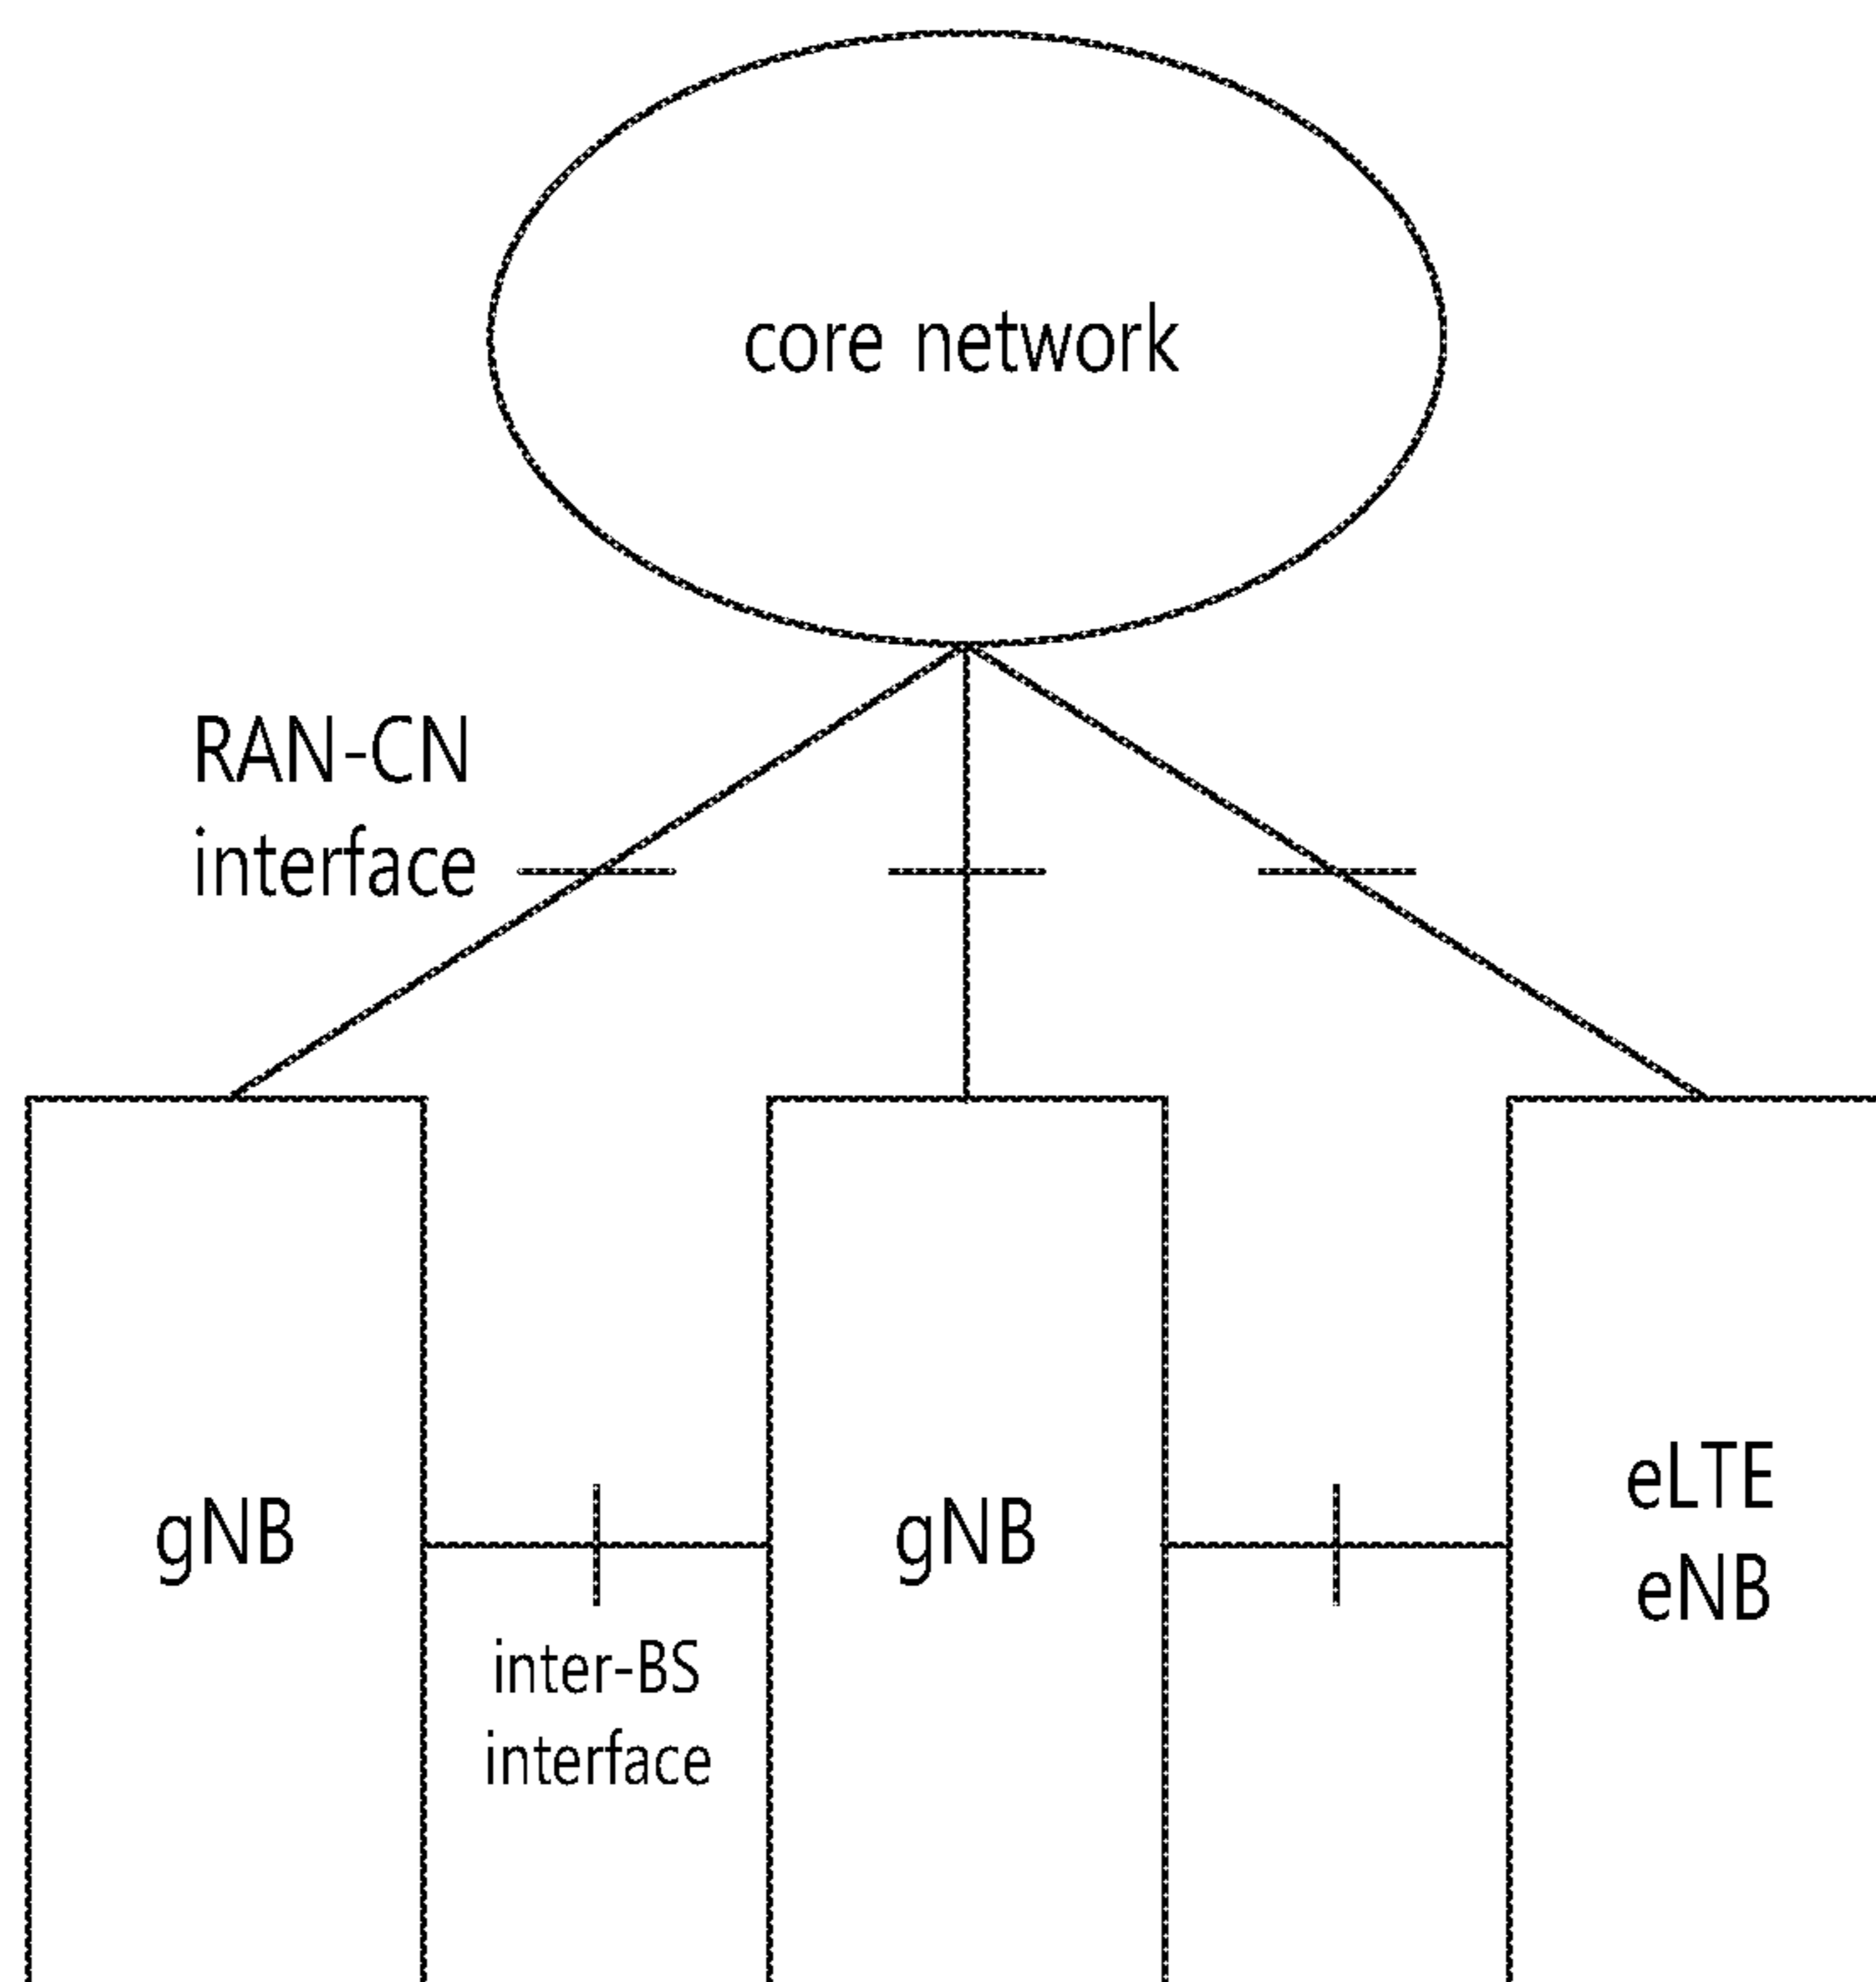 core network
RAN-CN
interface
gNB
gNB
eLTE
eNB
inter-BS
interface